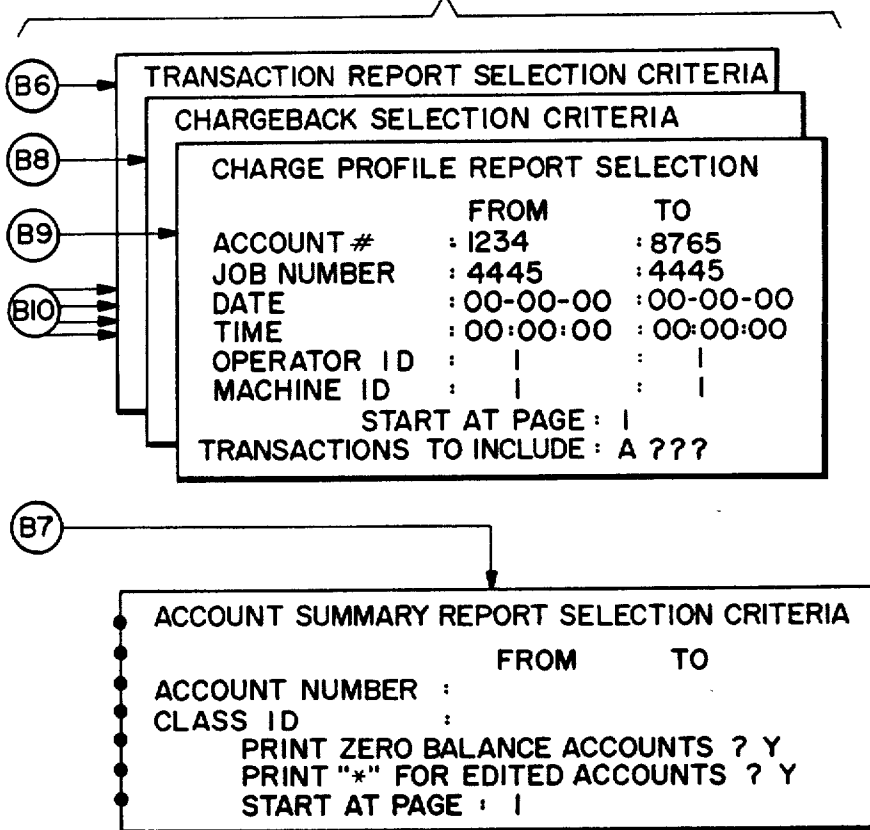 B6
TRANSACTION REPORT SELECTION CRITERIA
CHARGEBACK SELECTION CRITERIA
B8
CHARGE PROFILE REPORT SELECTION
FROM TO
B9
ACCOUNT # : 1234 : 8765
JOB NUMBER : 4445 : 4445
DATE : 00-00-00 : 00-00-00
B10
TIME : 00:00:00 : 00:00:00
OPERATOR ID : 1 : 1
MACHINE ID : 1 : 1
START AT PAGE : 1
TRANSACTIONS TO INCLUDE : A ???
B7
ACCOUNT SUMMARY REPORT SELECTION CRITERIA
FROM TO
ACCOUNT NUMBER :
CLASS ID :
PRINT ZERO BALANCE ACCOUNTS ? Y
PRINT "*" FOR EDITED ACCOUNTS ? Y
START AT PAGE : 1